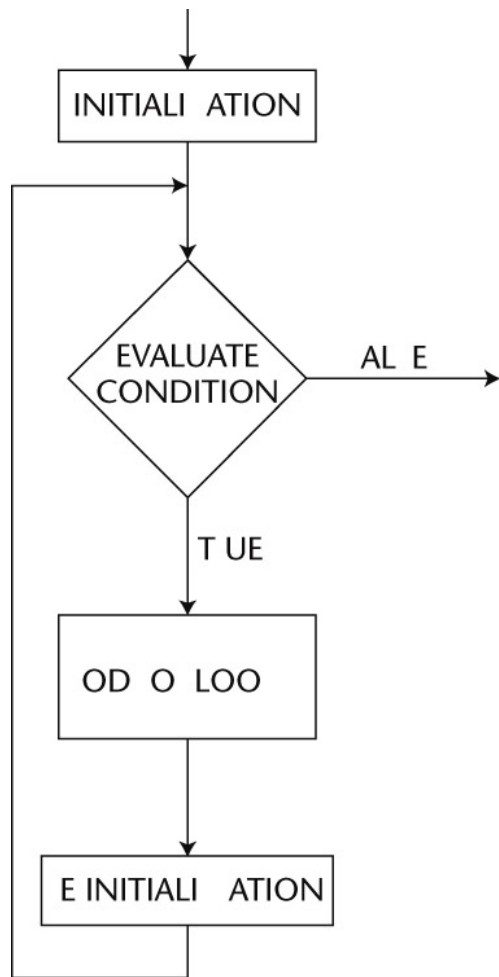 INITIALI ATION
EVALUATE
CONDITION
AL E
T UE
OD O LOO
E INITIALI ATION